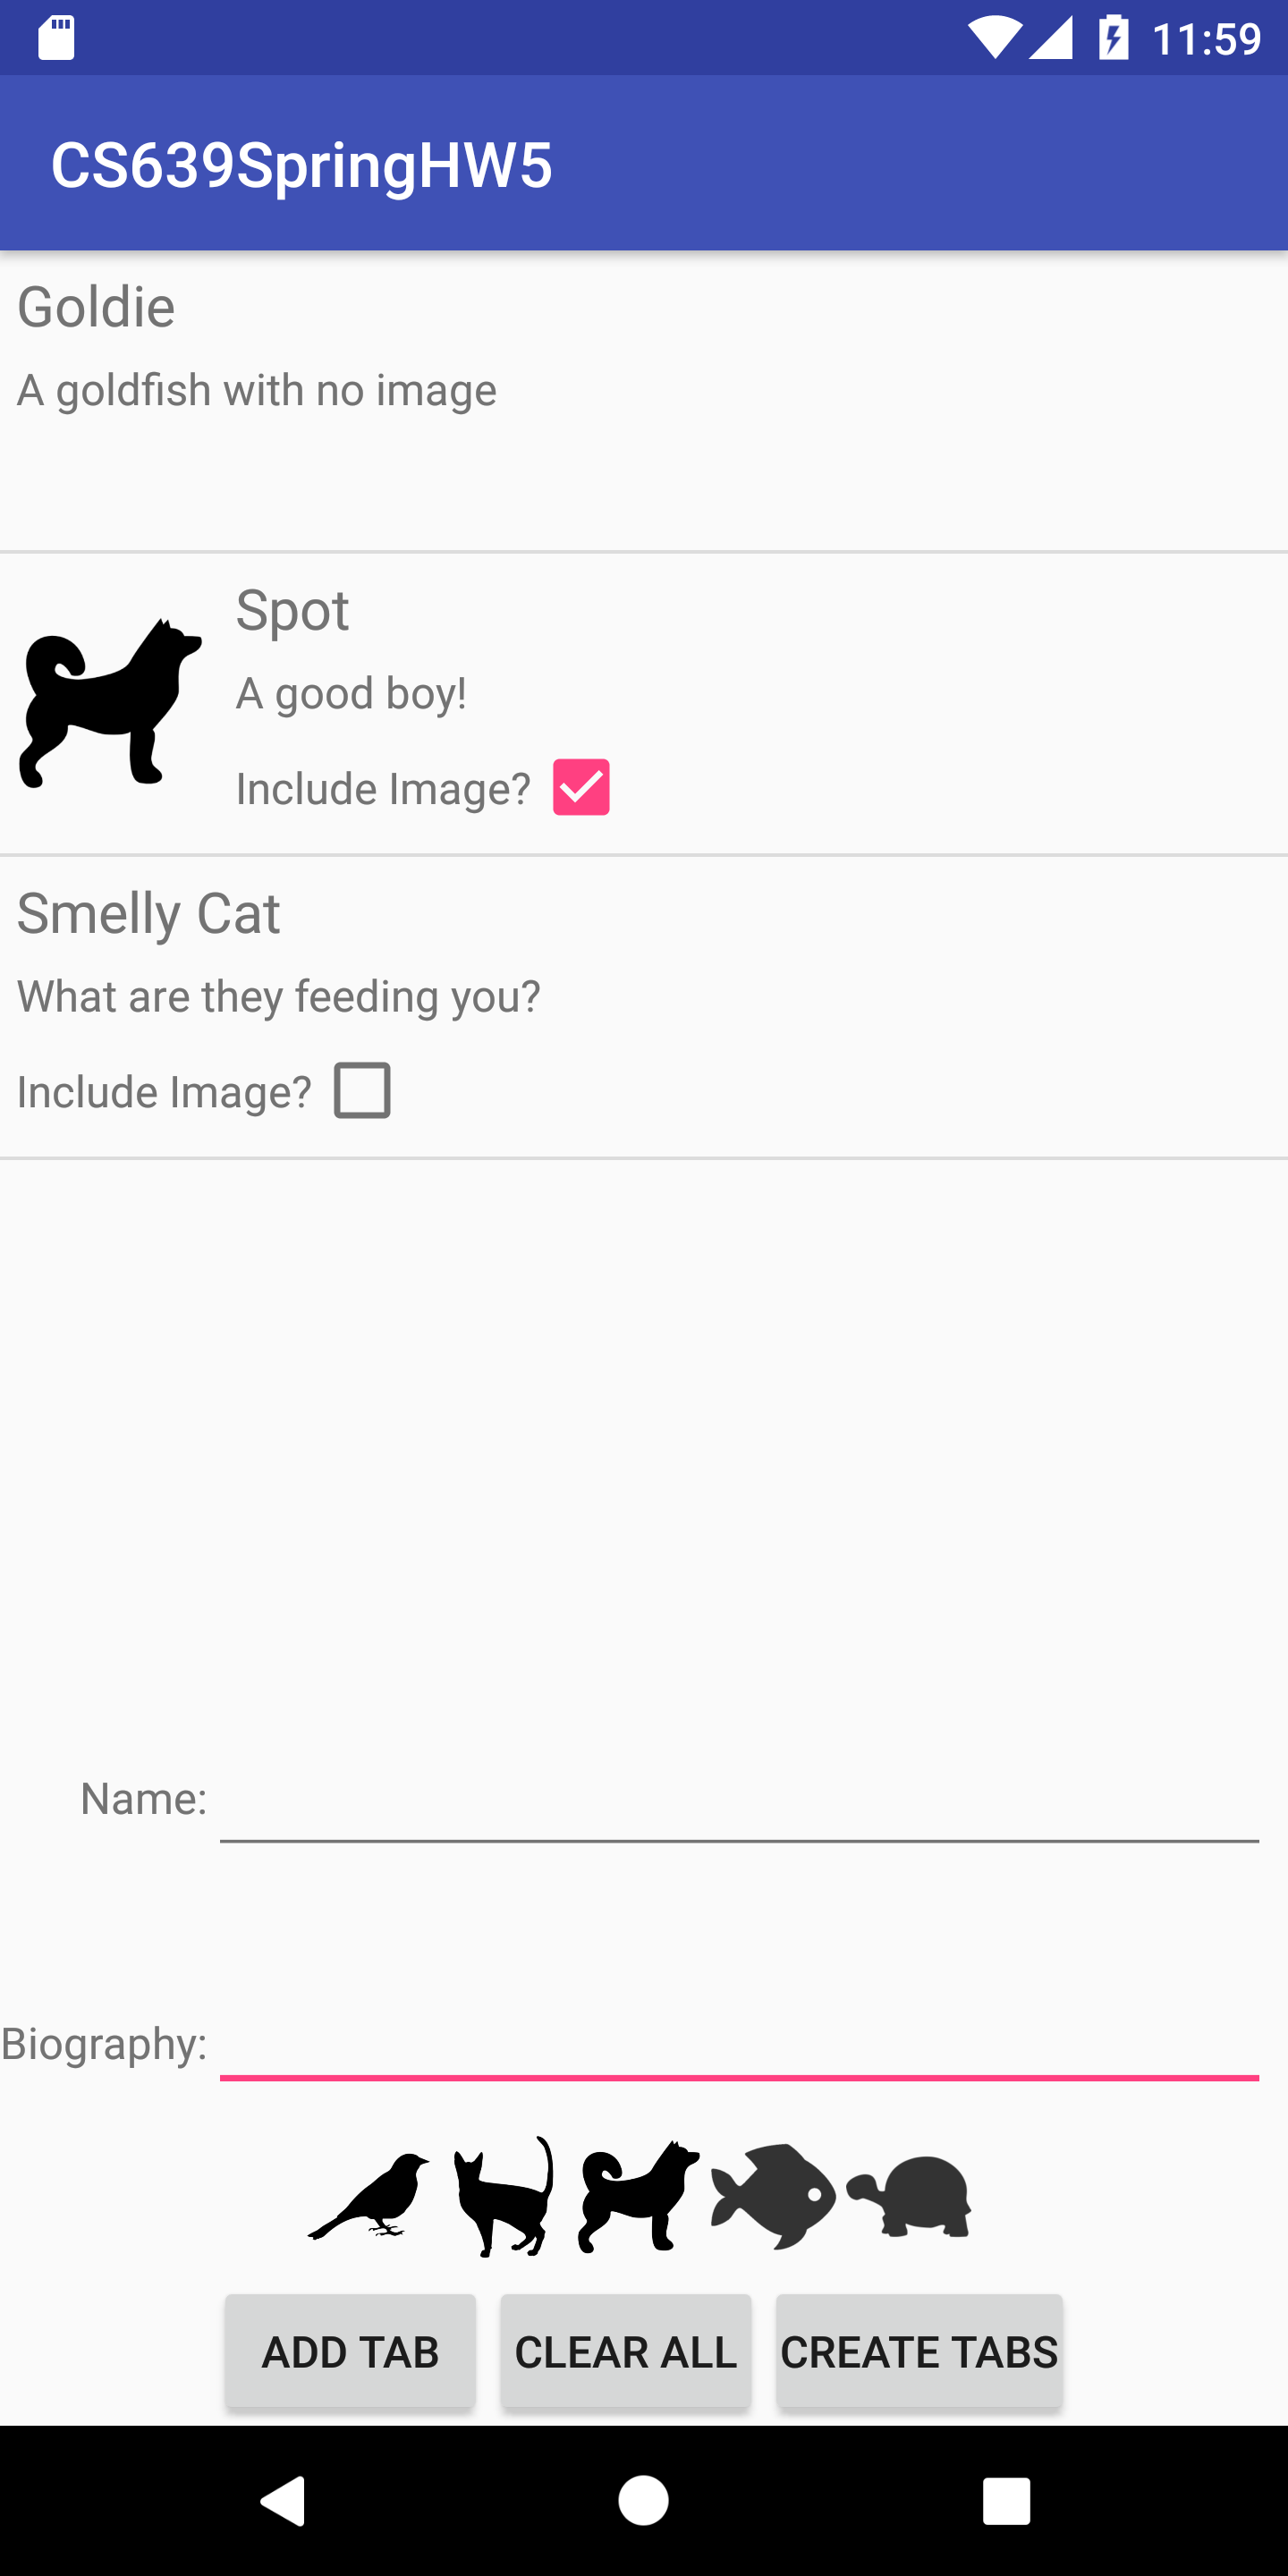 11:59
CS639SpringHW5
Goldie
A goldfish with no image
Spot
A good boy!
Include Image?
Smelly Cat
What are they feeding you?
Include Image?
Name:
Biography:
ADD TAB CLEAR ALL CREATE TABS